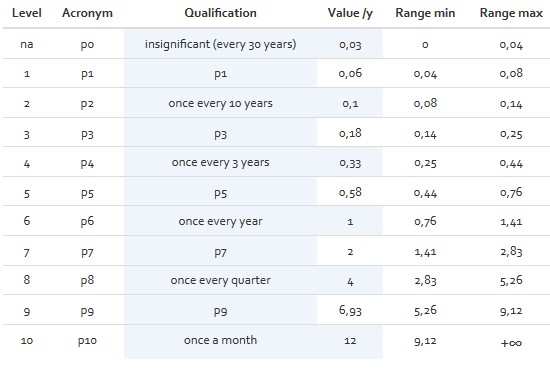 Level Acronym Qualification Value /y Range min Range max
na p0 insignificant (every 30 years) 0,03 0 0,04
1 p1 p1 0,06 0,04 0,08
2 p2 once every 10 years 0,1 0,08 0,14
3 p3 p3 0,18 0,14 0,25
4 p4 once every 3 years 0,33 0,25 0,44
5 p5 p5 0,58 0,44 0,76
6 p6 once every year 1 0,76 1,41
7 p7 p7 2 1,41 2,83
8 p8 once every quarter 4 2,83 5,26
9 p9 p9 6,93 5,26 9,12
10 p10 once a month 12 9,12 +∞